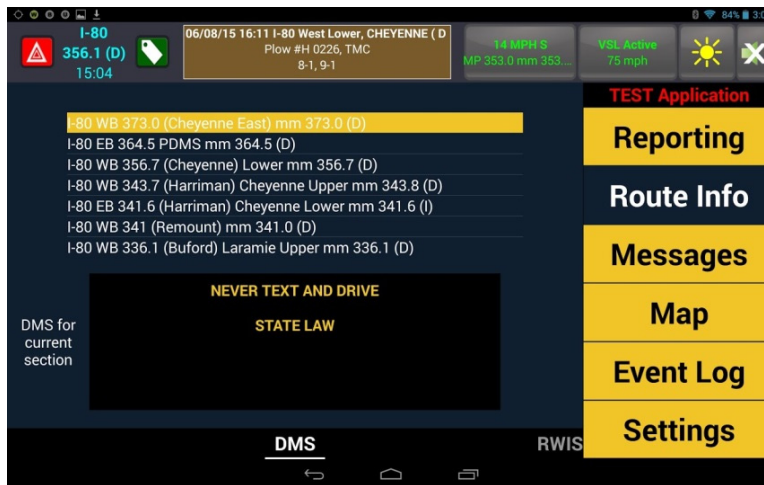 84% 3:0
I-80
356.1 (D)
15:04
06/08/15 16:11 I-80 West Lower, CHEYENNE ( D
Plow #H 0226, TMC
8-1, 9-1
14 MPH S
MP 353.0 mm 353...
VSL Active
75 mph
TEST Application
I-80 WB 373.0 (Cheyenne East) mm 373.0 (D)
I-80 EB 364.5 PDMS mm 364.5 (D)
I-80 WB 356.7 (Cheyenne) Lower mm 356.7 (D)
I-80 WB 343.7 (Harriman) Cheyenne Upper mm 343.8 (D)
I-80 EB 341.6 (Harriman) Cheyenne Lower mm 341.6 (I)
I-80 WB 341 (Remount) mm 341.0 (D)
I-80 WB 336.1 (Buford) Laramie Upper mm 336.1 (D)
DMS for
current
section
NEVER TEXT AND DRIVE
STATE LAW
DMS
RWIS
Reporting
Route Info
Messages
Map
Event Log
Settings